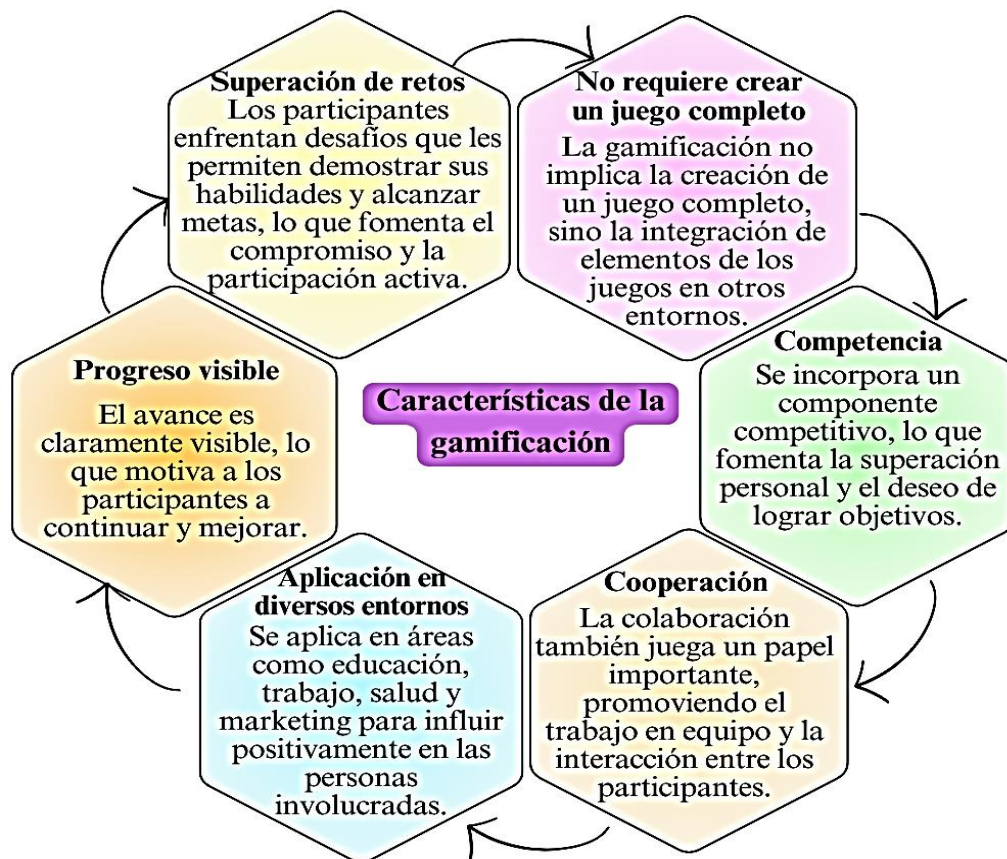 Superación de retos
Los participantes
enfrentan desafíos que les
permiten demostrar sus
habilidades y alcanzar
metas, lo que fomenta el
compromiso y la
participación activa.
No requiere crear
un juego completo
La gamificación no
implica la creación de
un juego completo,
sino la integración de
elementos de los
juegos en otros
entornos.
Competencia
Se incorpora un
componente
competitivo, lo que
fomenta la superación
personal y el deseo de
lograr objetivos.
Cooperación
La colaboración
también juega un papel
importante,
promoviendo el
trabajo en equipo y la
interacción entre los
participantes.
Aplicación en
diversos entornos
Se aplica en áreas
como educación,
trabajo, salud y
marketing para influir
positivamente en las
personas
involucradas.
Progreso visible
El avance es
claramente visible, lo
que motiva a los
participantes a
continuar y mejorar.
Características de la
gamificación